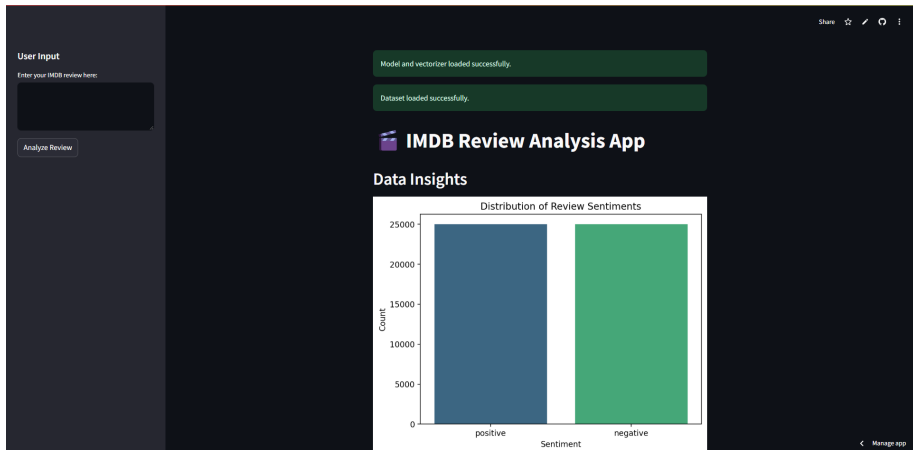 Share
User Input
Enter your IMDB review here:
Analyze Review
Model and vectorizer loaded successfully.
Dataset loaded successfully.
🎬 IMDB Review Analysis App
Data Insights
Distribution of Review Sentiments
25000
20000
15000
10000
5000
0
Count
positive
negative
Sentiment
Manage app